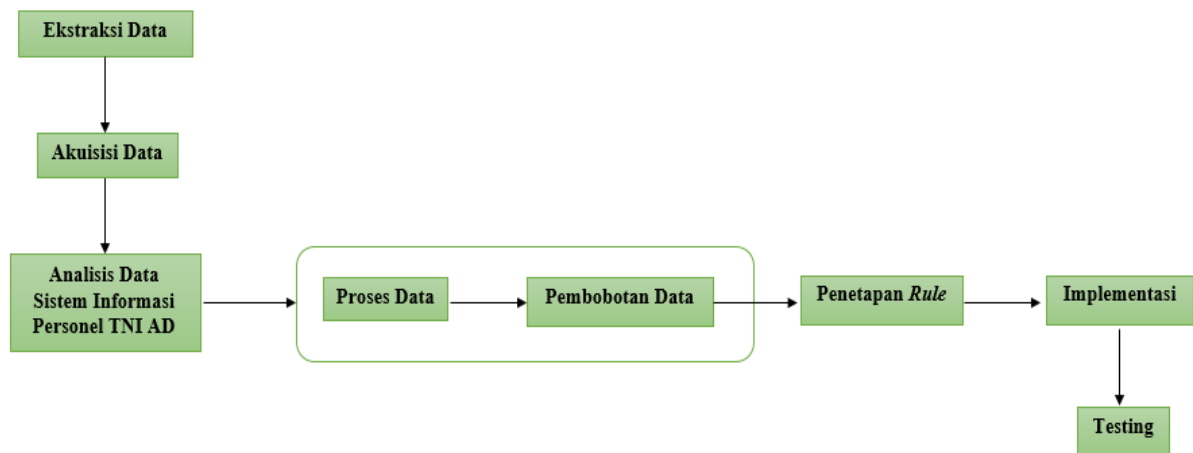 Ekstraksi Data
Akuisisi Data
Analisis Data
Sistem Informasi
Personel TNI AD
Proses Data
Pembobotan Data
Penetapan Rule
Implementasi
Testing